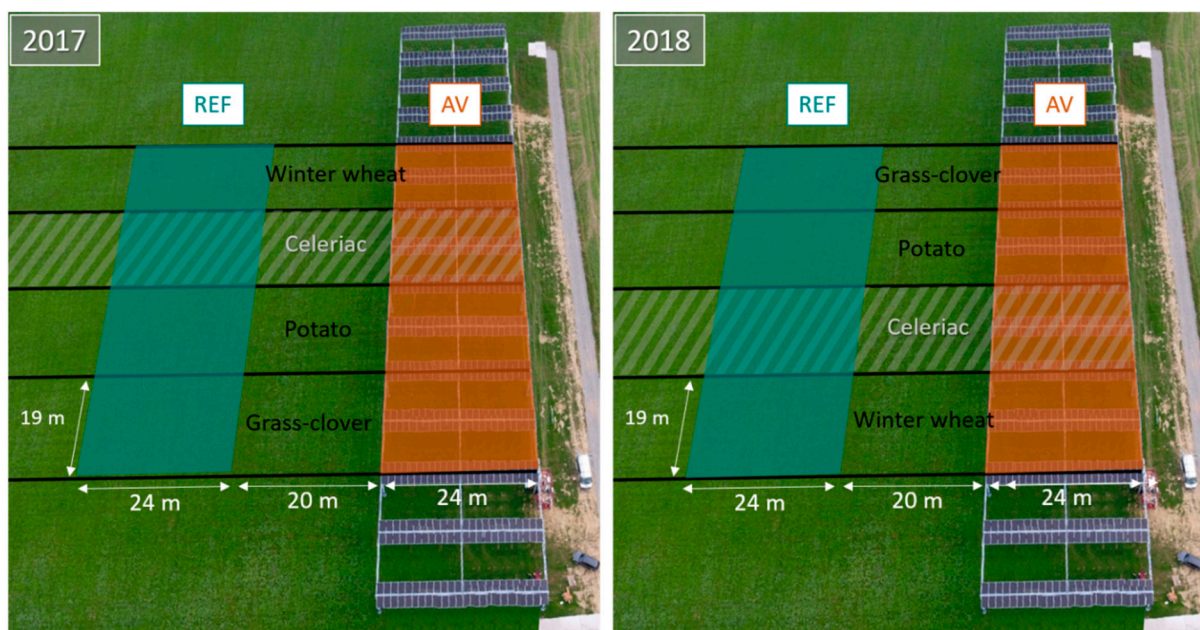 2017
REF
AV
Winter wheat
Celeriac
Potato
Grass-clover
19 m
24 m
20 m
24 m
2018
REF
AV
Grass-clover
Potato
Celeriac
Winter wheat
19 m
24 m
20 m
24 m